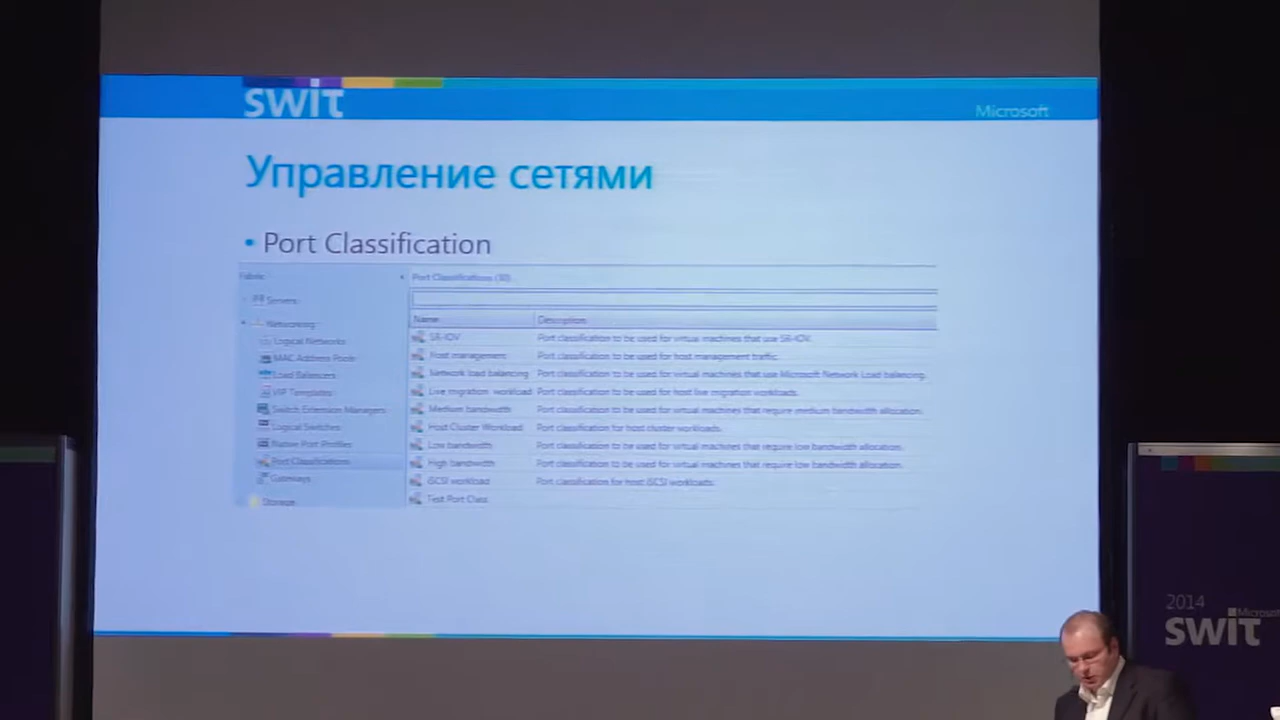 swit
Microsoft
Управление сетями
• Port Classification
Fabric
Port Classifications (10)
Servers
Networking
Name Description
Logical Networks
SR-IOV Port classification to be used for virtual machines that use SR-IOV.
MAC Address Pools
Host management Port classification to be used for host management traffic.
Load Balancers
Network load balancing Port classification to be used for virtual machines that use Microsoft Network Load balancing.
VIP Templates
Live migration workload Port classification to be used for host live migration workloads.
Switch Extension Managers
Medium bandwidth Port classification to be used for virtual machines that require medium bandwidth allocation.
Logical Switches
Host Cluster Workload Port classification for host cluster workloads.
Native Port Profiles
Low bandwidth Port classification to be used for virtual machines that require low bandwidth allocation.
Port Classifications
High bandwidth Port classification to be used for virtual machines that require low bandwidth allocation.
Gateways
iSCSI workload Port classification for host iSCSI workloads.
Storage
Test Port Class
2014
Microsoft
swit